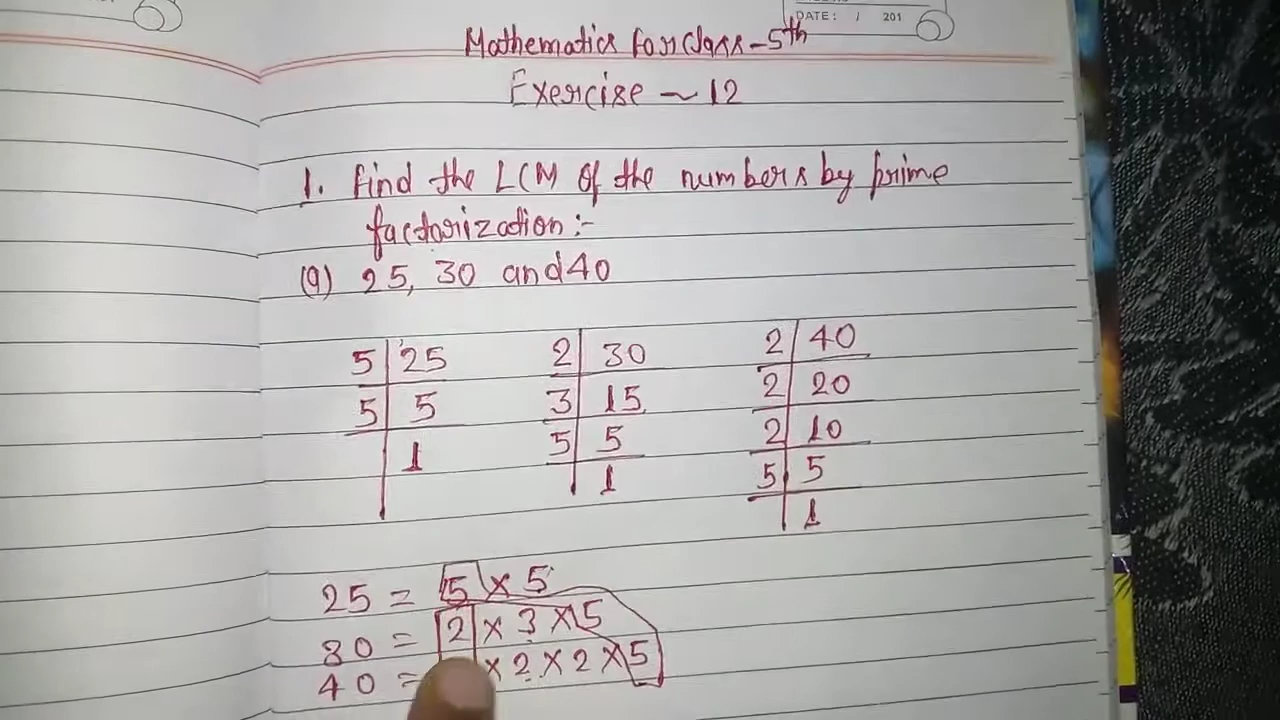 DATE: / 201
Mathematics for class-5th
Exercise ~ 12
1. Find the LCM of the numbers by prime
factorization :-
(a) 25, 30 and 40
5 25 2 30 2 40
5 5 3 15 2 20
1 5 5 2 10
1 5 5
1
25 = 5 × 5
30 = 2 × 3 × 5
40 = × 2 × 2 × 5